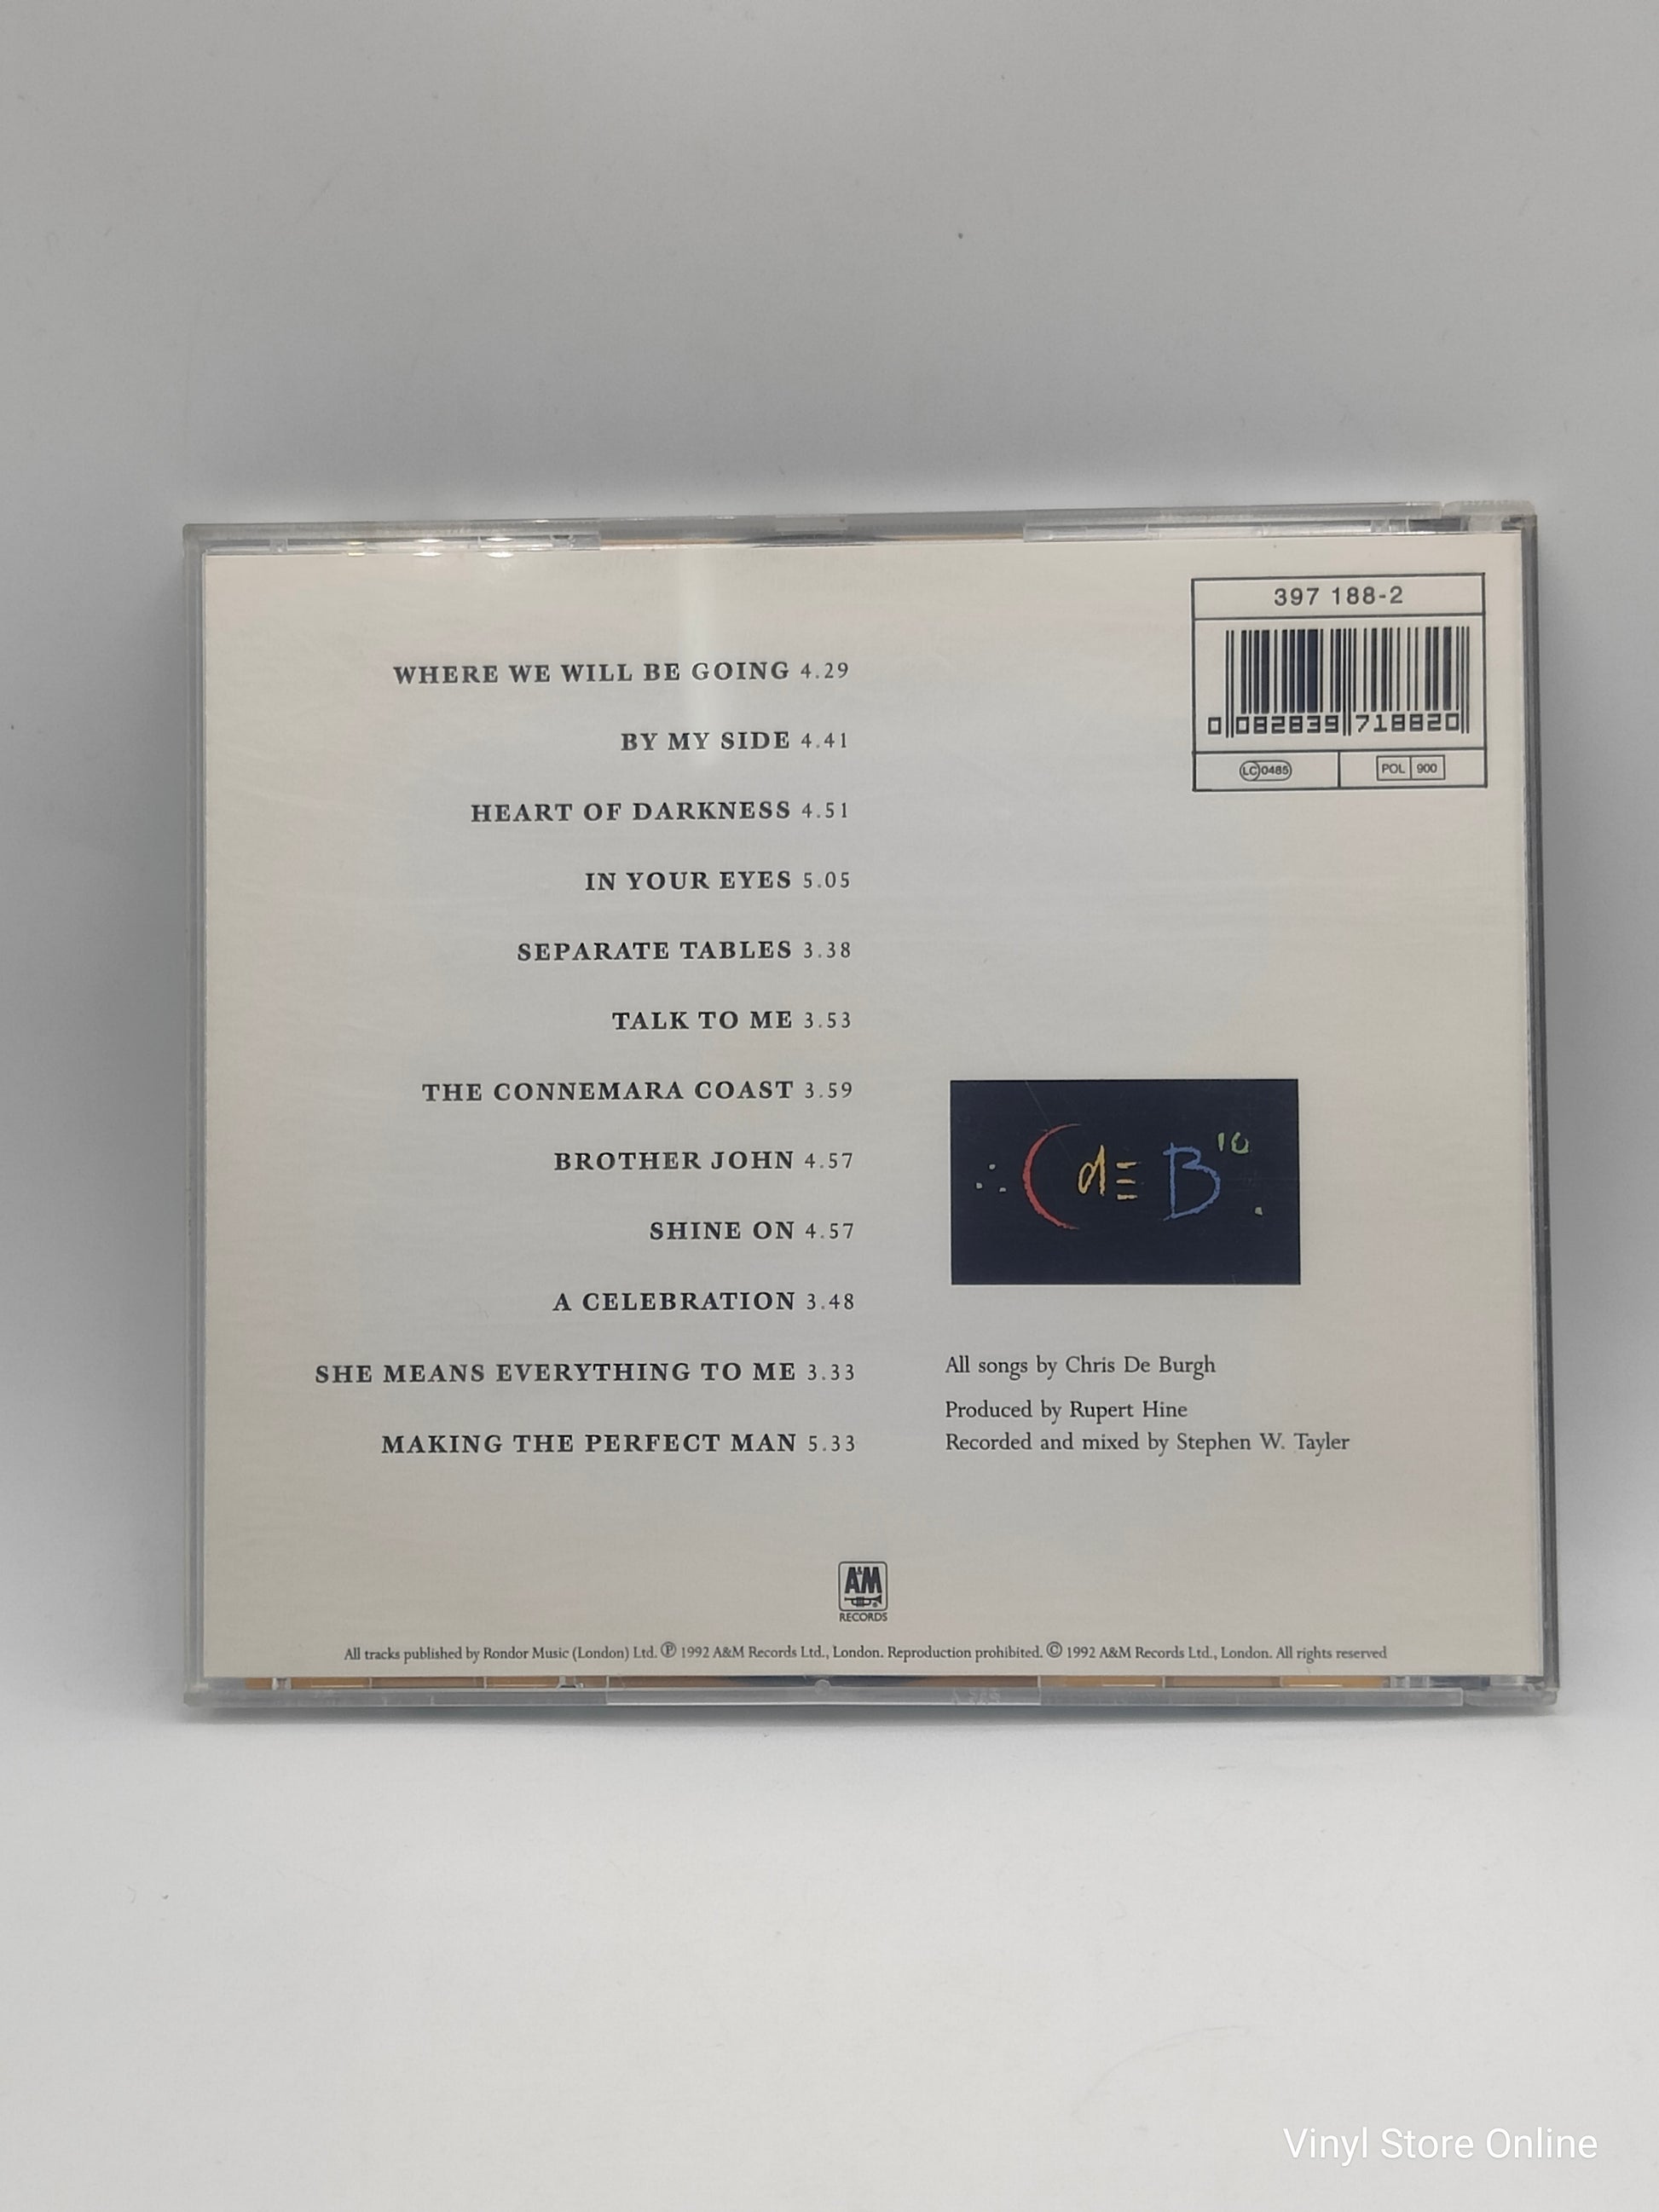 397 188-2
0 082839 718820
LC 0485
POL 900
WHERE WE WILL BE GOING 4.29
BY MY SIDE 4.41
HEART OF DARKNESS 4.51
IN YOUR EYES 5.05
SEPARATE TABLES 3.38
TALK TO ME 3.53
THE CONNEMARA COAST 3.59
BROTHER JOHN 4.57
SHINE ON 4.57
A CELEBRATION 3.48
SHE MEANS EVERYTHING TO ME 3.33
MAKING THE PERFECT MAN 5.33
C de B '10
All songs by Chris De Burgh
Produced by Rupert Hine
Recorded and mixed by Stephen W. Tayler
A&M
RECORDS
All tracks published by Rondor Music (London) Ltd. ℗ 1992 A&M Records Ltd., London. Reproduction prohibited. © 1992 A&M Records Ltd., London. All rights reserved
Vinyl Store Online